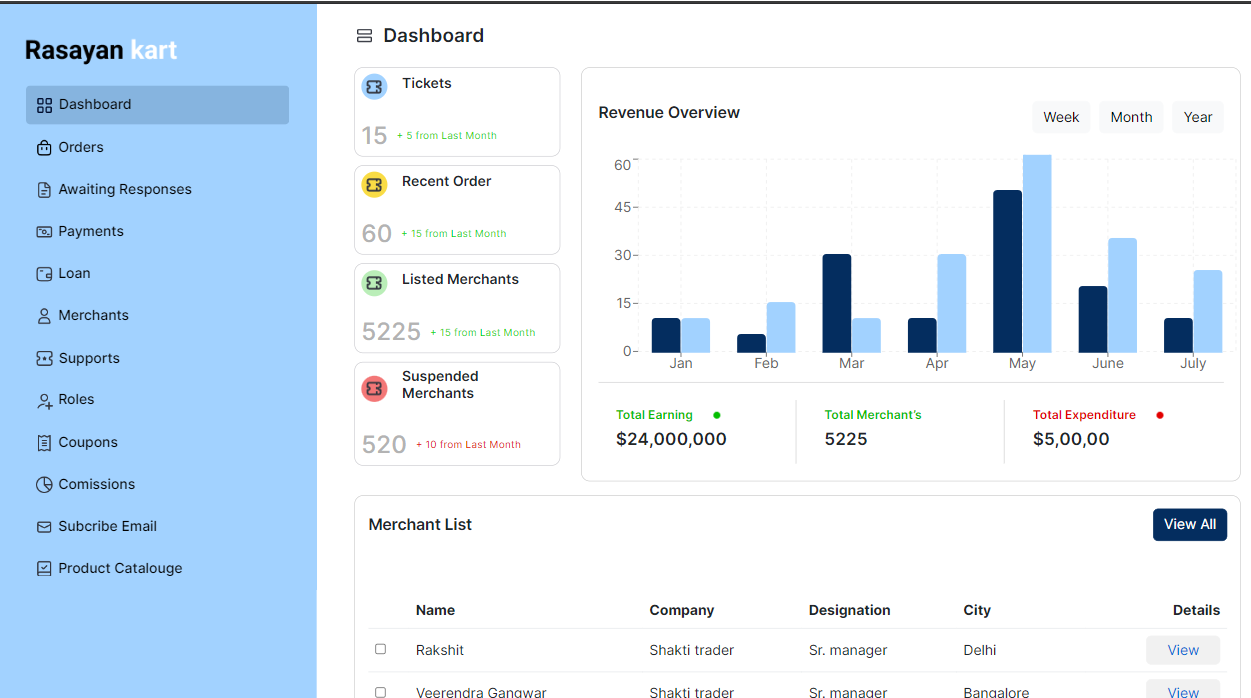 Rasayan kart
Dashboard
Orders
Awaiting Responses
Payments
Loan
Merchants
Supports
Roles
Coupons
Comissions
Subcribe Email
Product Catalouge
Dashboard
Tickets
15 + 5 from Last Month
Recent Order
60 + 15 from Last Month
Listed Merchants
5225 + 15 from Last Month
Suspended
Merchants
520 + 10 from Last Month
Revenue Overview
Week Month Year
60
45
30
15
0
Jan Feb Mar Apr May June July
Total Earning
$24,000,000
Total Merchant's
5225
Total Expenditure
$5,00,00
Merchant List
View All
Name Company Designation City Details
Rakshit Shakti trader Sr. manager Delhi View
Veerendra Gangwar Shakti trader Sr. manager Bangalore View